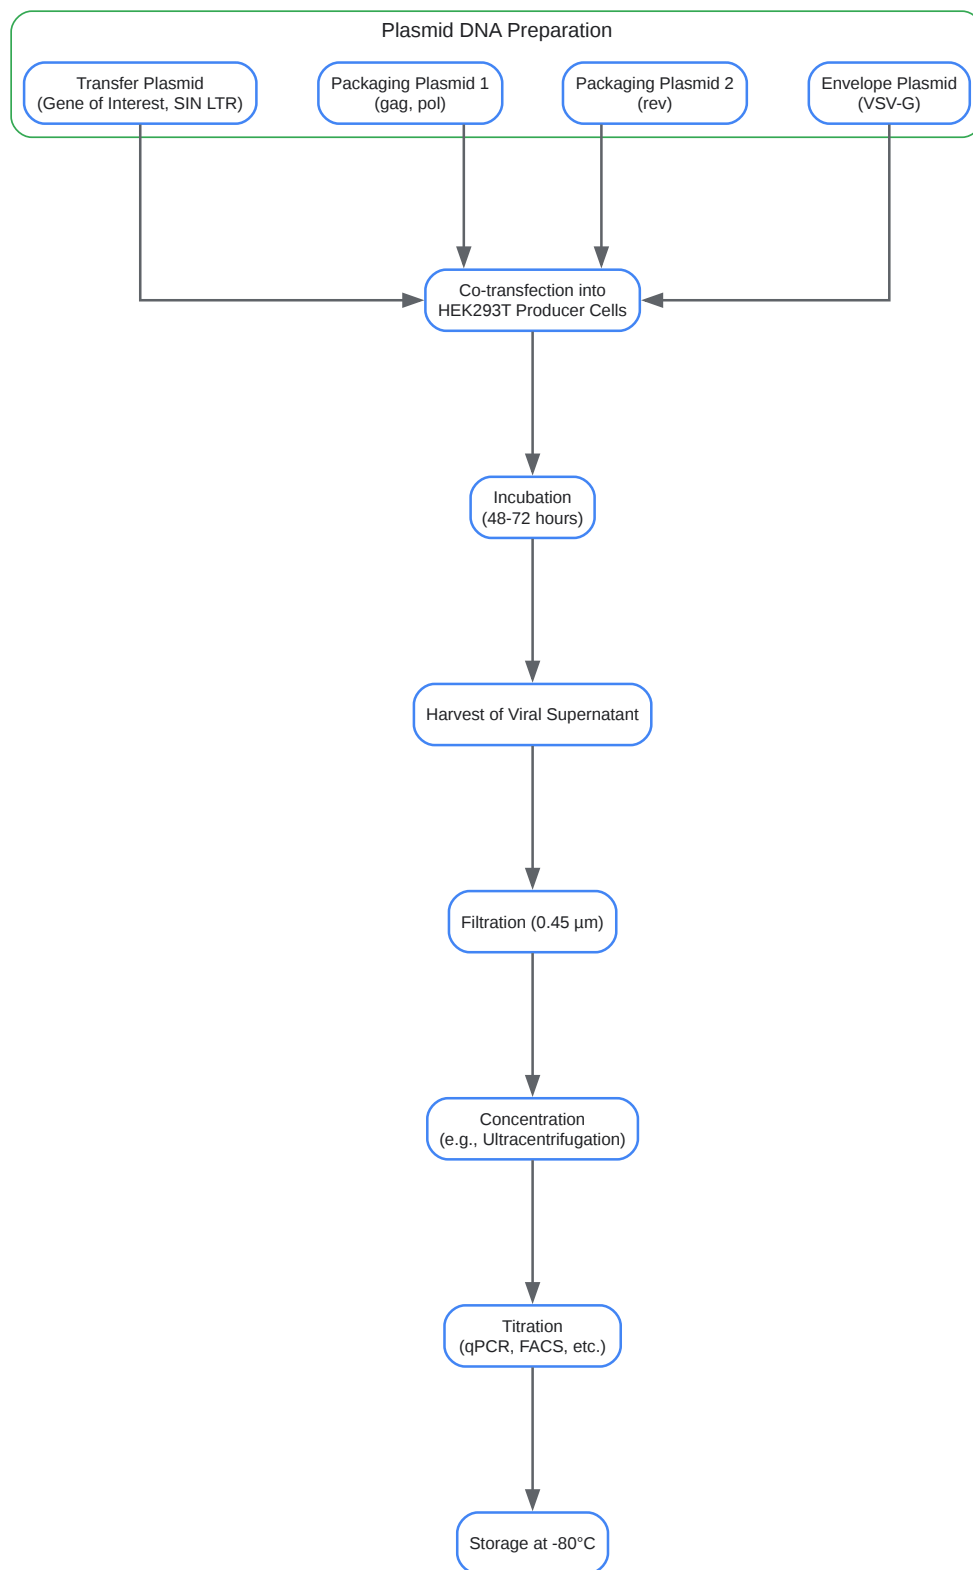 Plasmid DNA Preparation
Transfer Plasmid
(Gene of Interest, SIN LTR)
Packaging Plasmid 1
(gag, pol)
Packaging Plasmid 2
(rev)
Envelope Plasmid
(VSV-G)
Co-transfection into
HEK293T Producer Cells
Incubation
(48-72 hours)
Harvest of Viral Supernatant
Filtration (0.45 µm)
Concentration
(e.g., Ultracentrifugation)
Titration
(qPCR, FACS, etc.)
Storage at -80°C